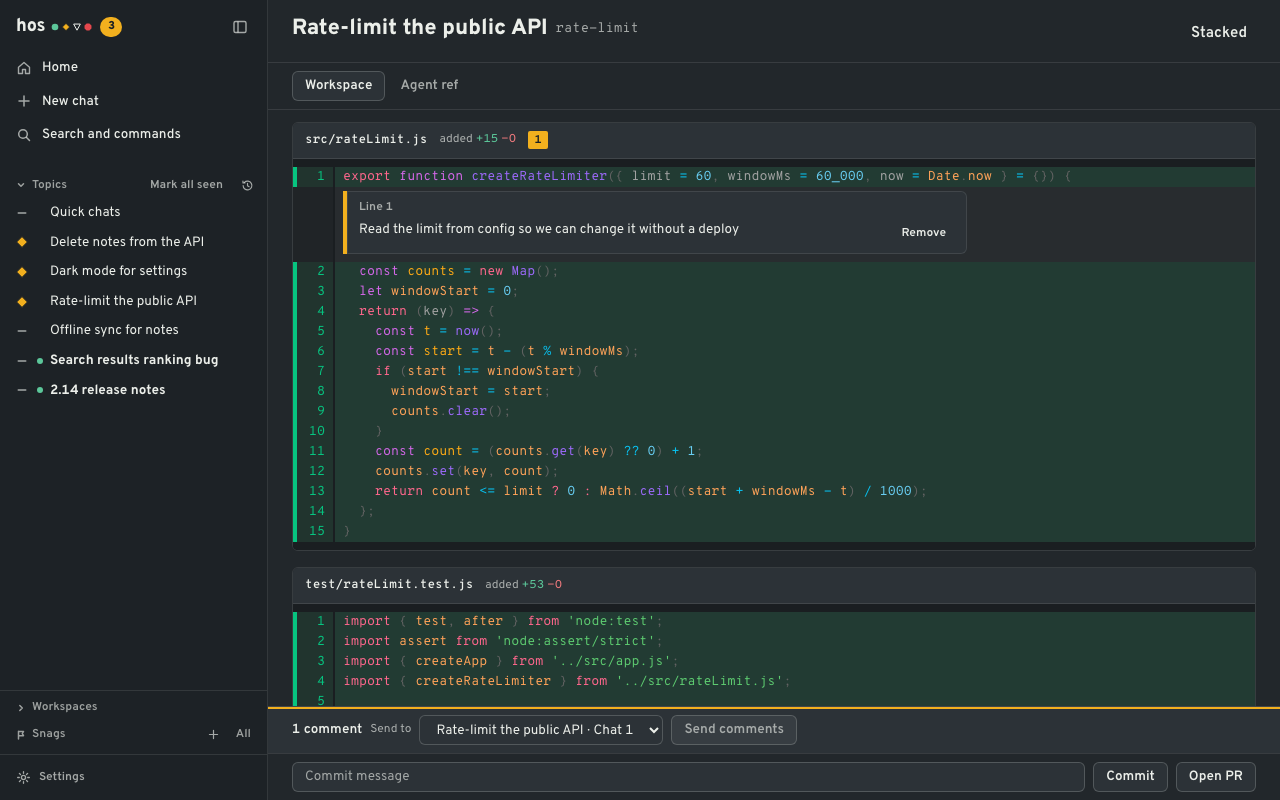 hos 3
Home
New chat
Search and commands
Topics Mark all seen
Quick chats
Delete notes from the API
Dark mode for settings
Rate-limit the public API
Offline sync for notes
Search results ranking bug
2.14 release notes
Workspaces
Snags + All
Settings
Rate-limit the public API rate-limit
Stacked
Workspace Agent ref
src/rateLimit.js added +15 −0 1
1 export function createRateLimiter({ limit = 60, windowMs = 60_000, now = Date.now } = {}) {
Line 1
Read the limit from config so we can change it without a deploy
Remove
2 const counts = new Map();
3 let windowStart = 0;
4 return (key) => {
5 const t = now();
6 const start = t - (t % windowMs);
7 if (start !== windowStart) {
8 windowStart = start;
9 counts.clear();
10 }
11 const count = (counts.get(key) ?? 0) + 1;
12 counts.set(key, count);
13 return count <= limit ? 0 : Math.ceil((start + windowMs - t) / 1000);
14 };
15 }
test/rateLimit.test.js added +53 −0
1 import { test, after } from 'node:test';
2 import assert from 'node:assert/strict';
3 import { createApp } from '../src/app.js';
4 import { createRateLimiter } from '../src/rateLimit.js';
5
1 comment Send to Rate-limit the public API · Chat 1 Send comments
Commit message Commit Open PR